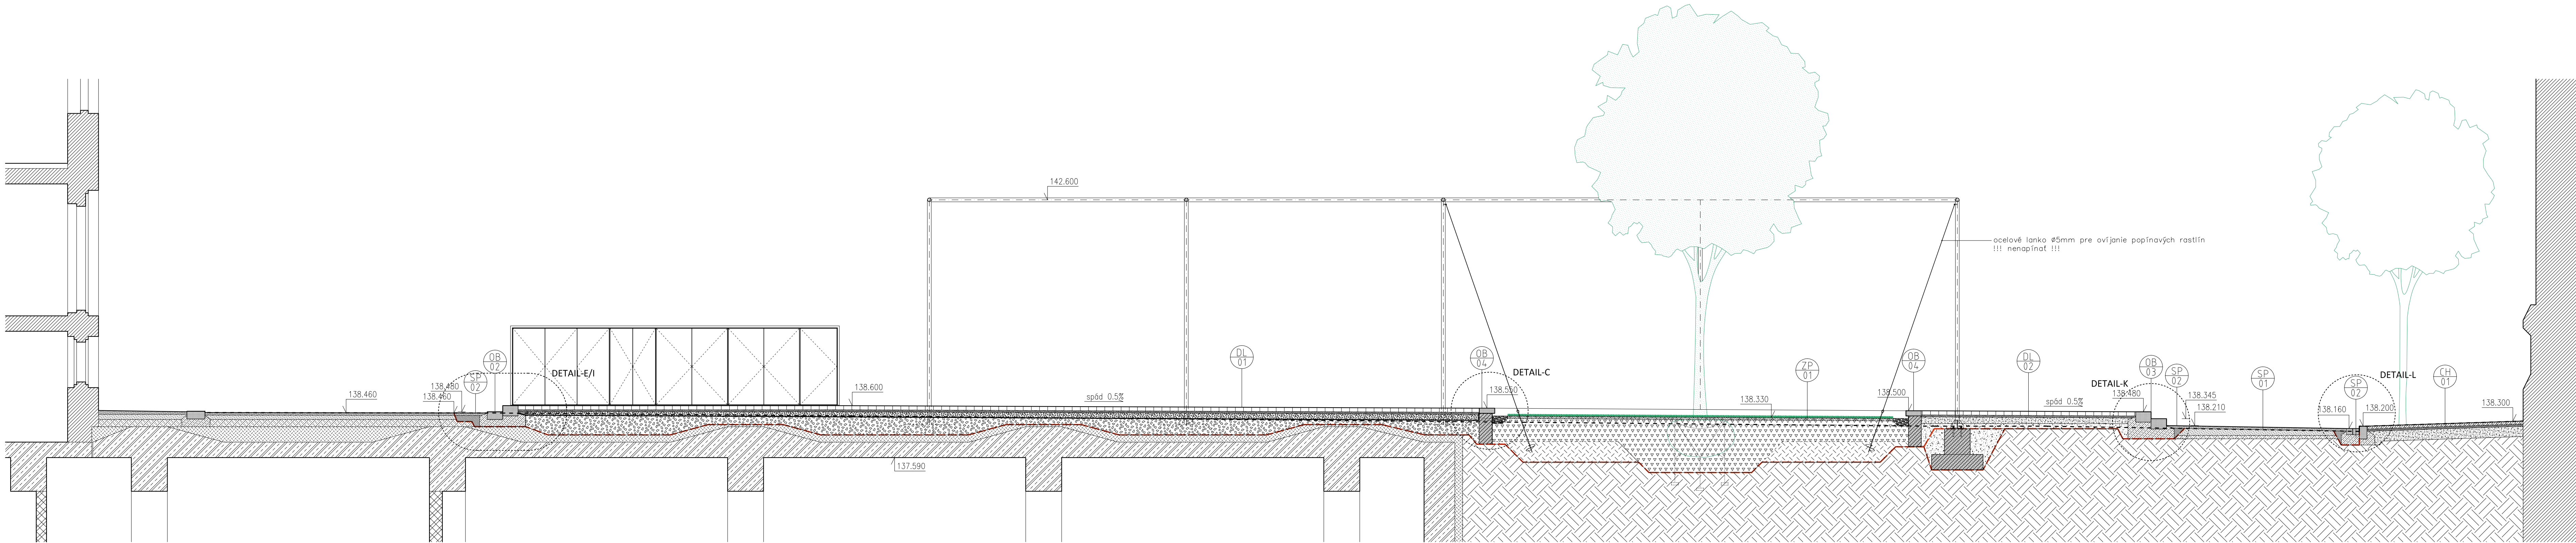 142.600
ocelové lanko Ø5mm pre ovíjanie popínavých rastlín
!!! nenapínať !!!
OB
02
SP
02
DETAIL-E/I
138.460
138.480
138.460
138.600
DL
01
spád 0.5%
OB
04
DETAIL-C
138.550
138.330
ZP
01
OB
04
138.500
DL
02
spád 0.5%
DETAIL-K
138.480
OB
03
SP
02
138.345
138.210
SP
01
138.160
SP
02
DETAIL-L
138.200
CH
01
138.300
137.590